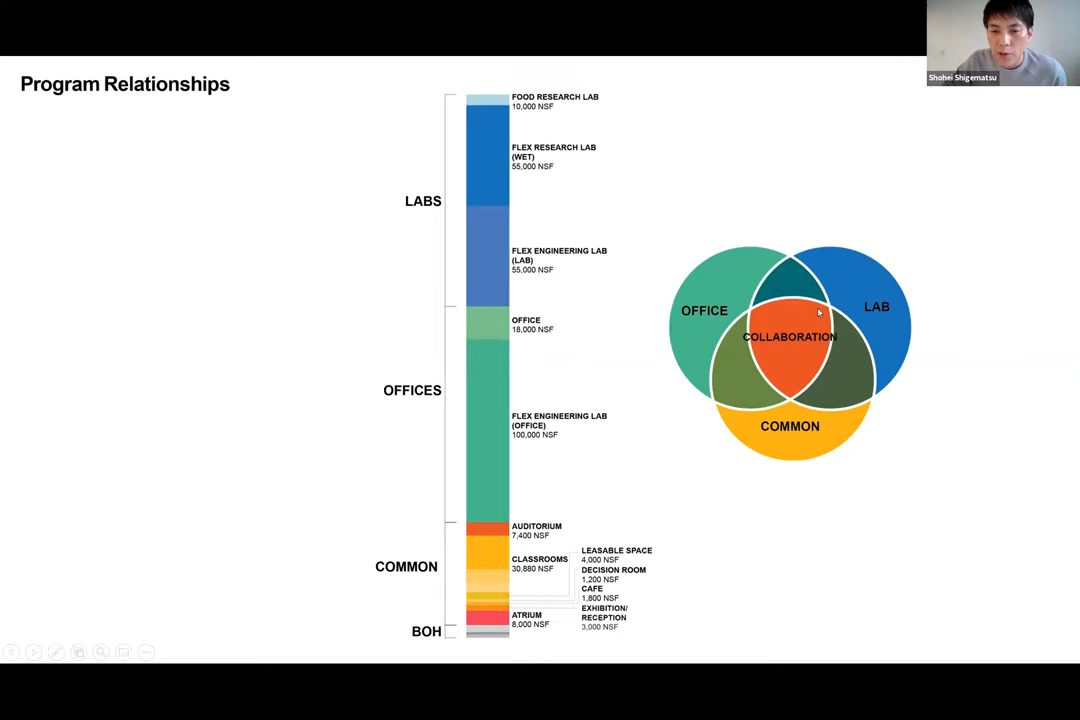 Shohei Shigematsu
Program Relationships
LABS
FOOD RESEARCH LAB
10,000 NSF
FLEX RESEARCH LAB
(WET)
55,000 NSF
FLEX ENGINEERING LAB
(LAB)
55,000 NSF
OFFICES
OFFICE
18,000 NSF
FLEX ENGINEERING LAB
(OFFICE)
100,000 NSF
COMMON
AUDITORIUM
7,400 NSF
CLASSROOMS
30,880 NSF
LEASABLE SPACE
4,000 NSF
DECISION ROOM
1,200 NSF
CAFE
1,800 NSF
EXHIBITION/
RECEPTION
3,000 NSF
ATRIUM
8,000 NSF
BOH
OFFICE
LAB
COLLABORATION
COMMON